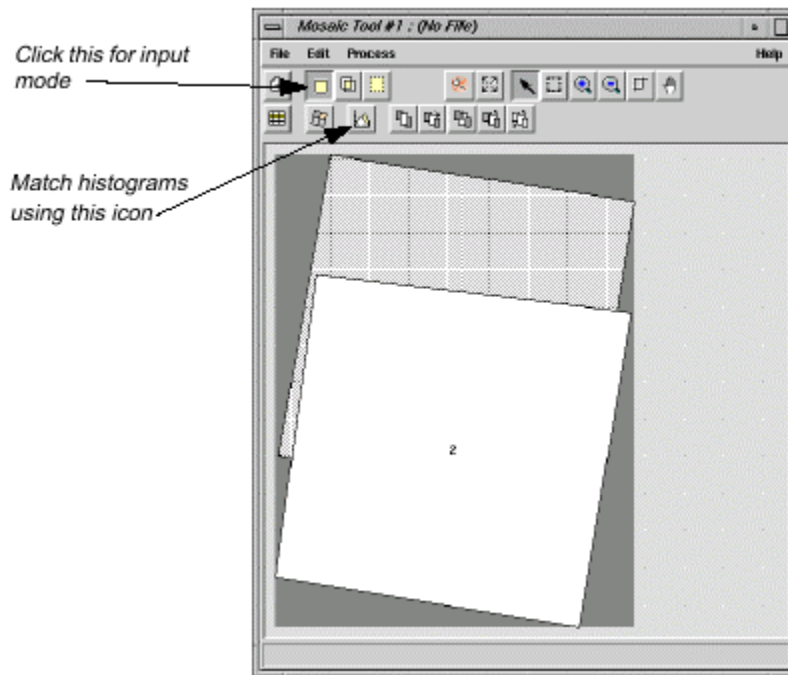 Mosaic Tool #1 : (No File)
Click this for input
mode
File Edit Process Help
Match histograms
using this icon
2